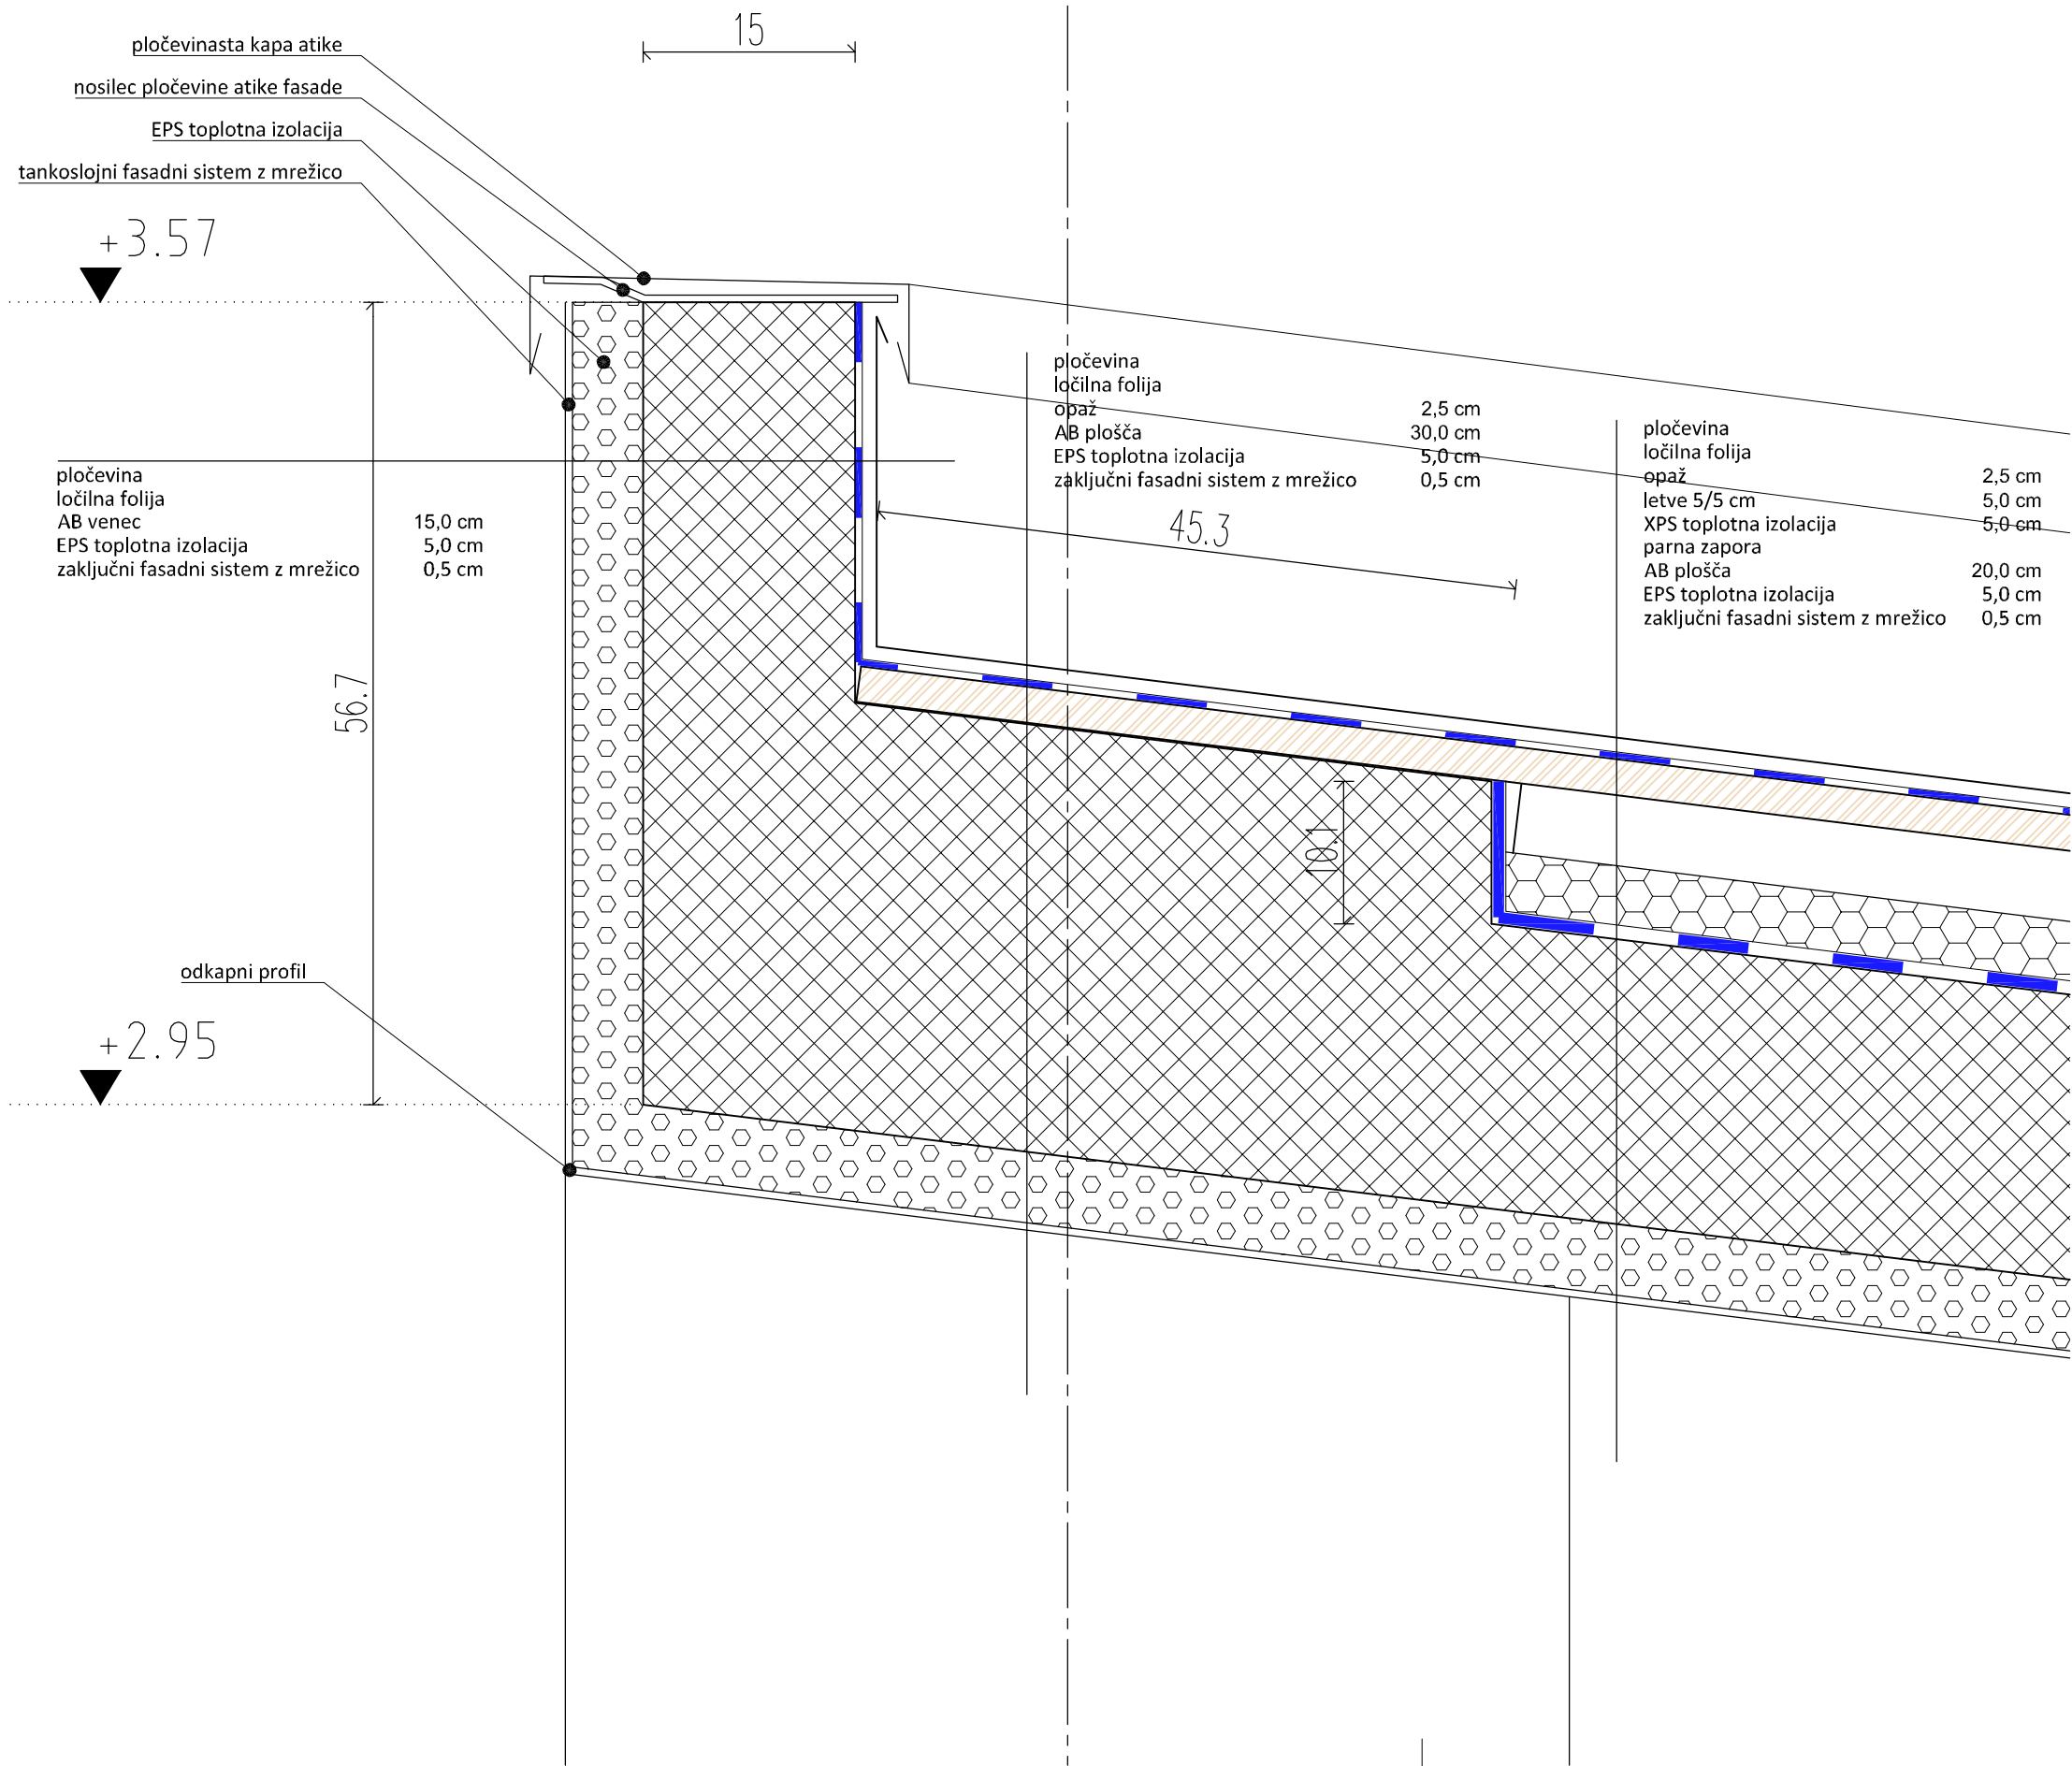 15
pločevinasta kapa atike
nosilec pločevine atike fasade
EPS toplotna izolacija
tankoslojni fasadni sistem z mrežico
+3.57
pločevina
ločilna folija
AB venec 15,0 cm
EPS toplotna izolacija 5,0 cm
zaključni fasadni sistem z mrežico 0,5 cm
pločevina
ločilna folija
opaž 2,5 cm
AB plošča 30,0 cm
EPS toplotna izolacija 5,0 cm
zaključni fasadni sistem z mrežico 0,5 cm
pločevina
ločilna folija
opaž 2,5 cm
letve 5/5 cm 5,0 cm
XPS toplotna izolacija 5,0 cm
parna zapora
AB plošča 20,0 cm
EPS toplotna izolacija 5,0 cm
zaključni fasadni sistem z mrežico 0,5 cm
45.3
56.7
10.1
odkapni profil
+2.95